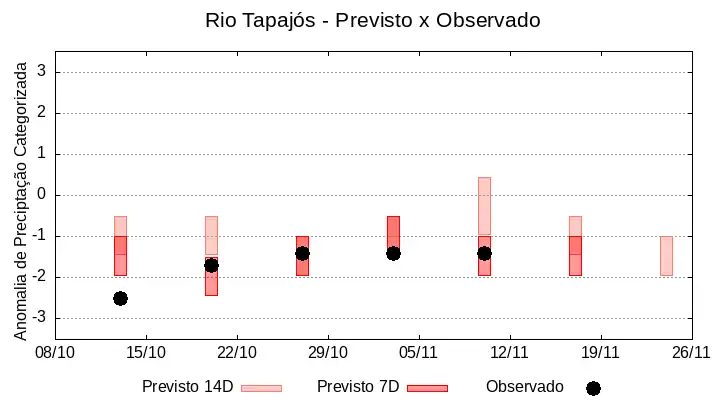 Rio Tapajós - Previsto x Observado
Anomalia de Preciptação Categorizada
3
2
1
0
-1
-2
-3
08/10 15/10 22/10 29/10 05/11 12/11 19/11 26/11
Previsto 14D Previsto 7D Observado